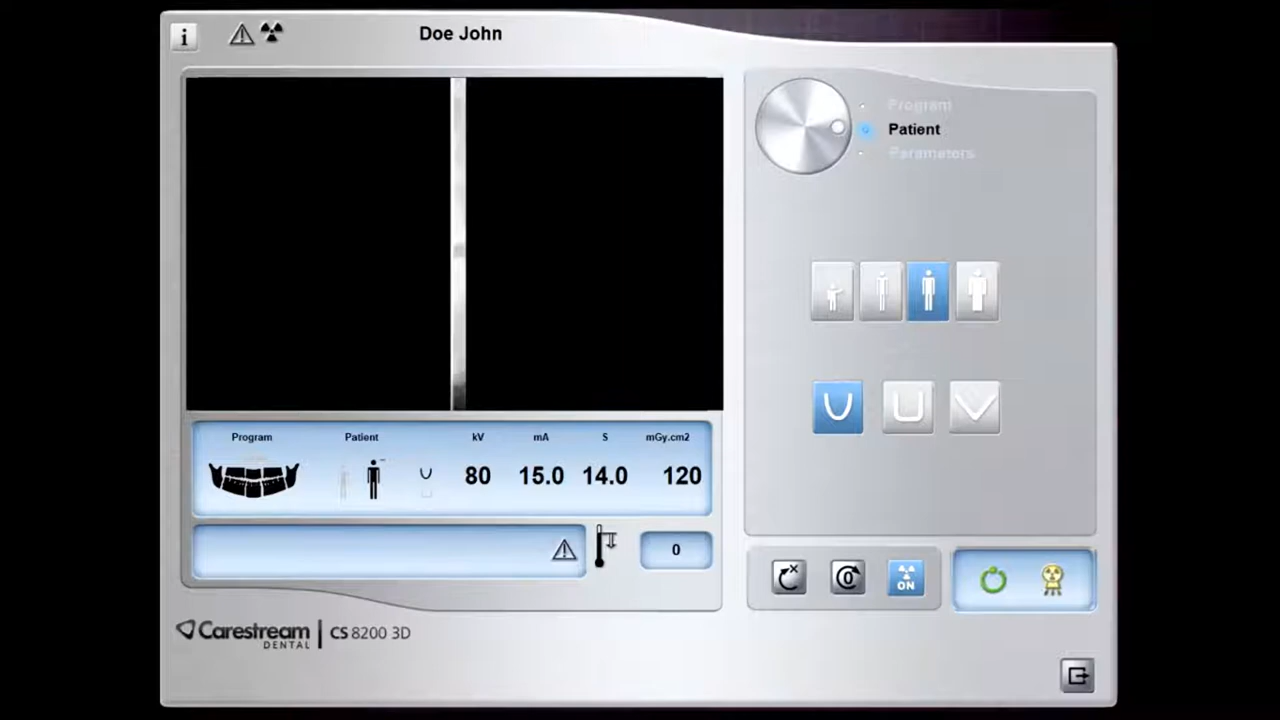 i
Doe John
Program
Patient
Parameters
Program Patient kV mA S mGy.cm2
80 15.0 14.0 120
0
0
ON
Carestream
DENTAL
CS 8200 3D